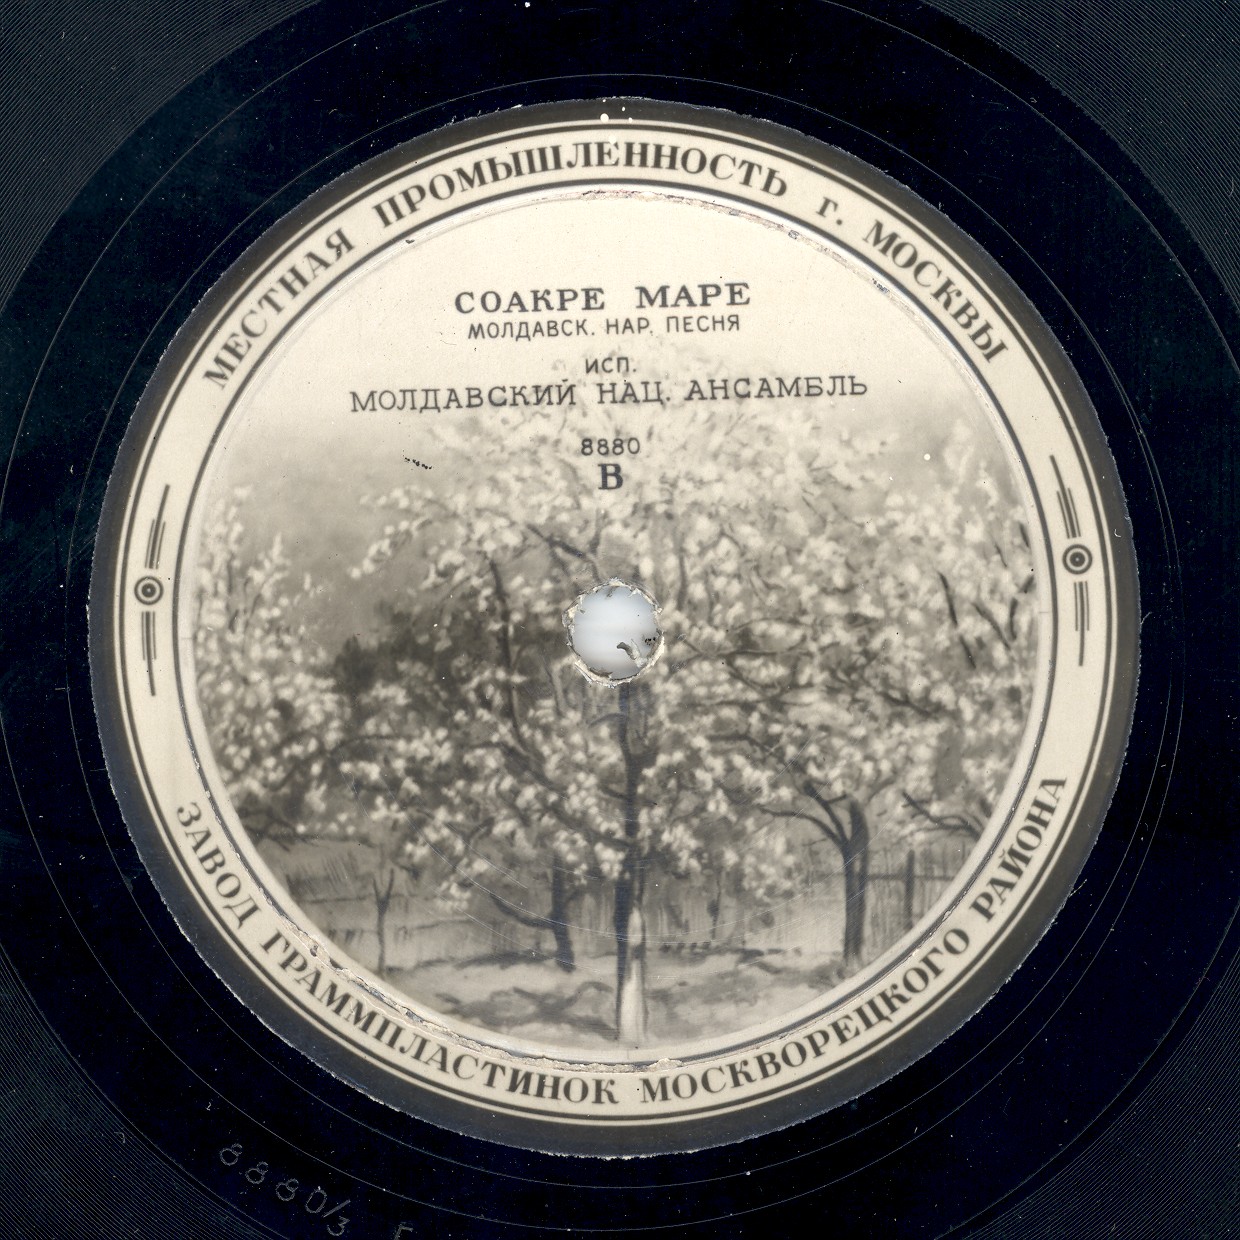 МЕСТНАЯ ПРОМЫШЛЕННОСТЬ г. МОСКВЫ
СОАКРЕ МАРЕ
МОЛДАВСК. НАР. ПЕСНЯ
ИСП.
МОЛДАВСКИЙ НАЦ. АНСАМБЛЬ
8880
В
ЗАВОД ГРАММПЛАСТИНОК МОСКВОРЕЦКОГО РАЙОНА
8880/3 Г